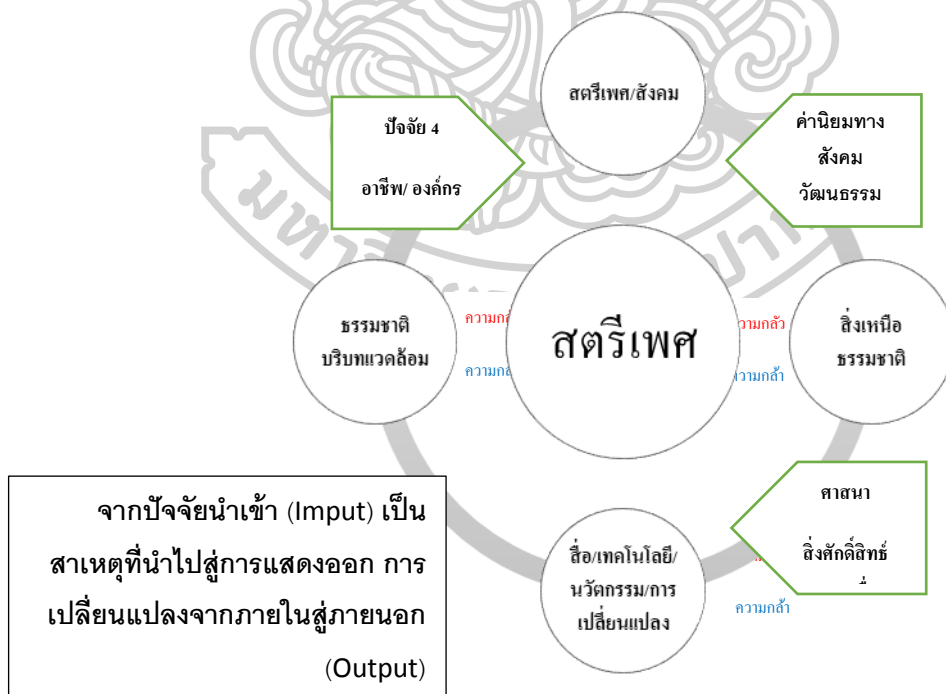 สตรีเพศ/สังคม
ปัจจัย 4
อาชีพ/ องค์กร
ค่านิยมทาง
สังคม
วัฒนธรรม
ธรรมชาติ
บริบทแวดล้อม
สตรีเพศ
ความกลัว
ความกล้า
สิ่งเหนือ
ธรรมชาติ
ศาสนา
สิ่งศักดิ์สิทธ์
สื่อ/เทคโนโลยี/
นวัตกรรม/การ
เปลี่ยนแปลง
ความกล้า
จากปัจจัยนำเข้า (Imput) เป็น
สาเหตุที่นำไปสู่การแสดงออก การ
เปลี่ยนแปลงจากภายในสู่ภายนอก
(Output)